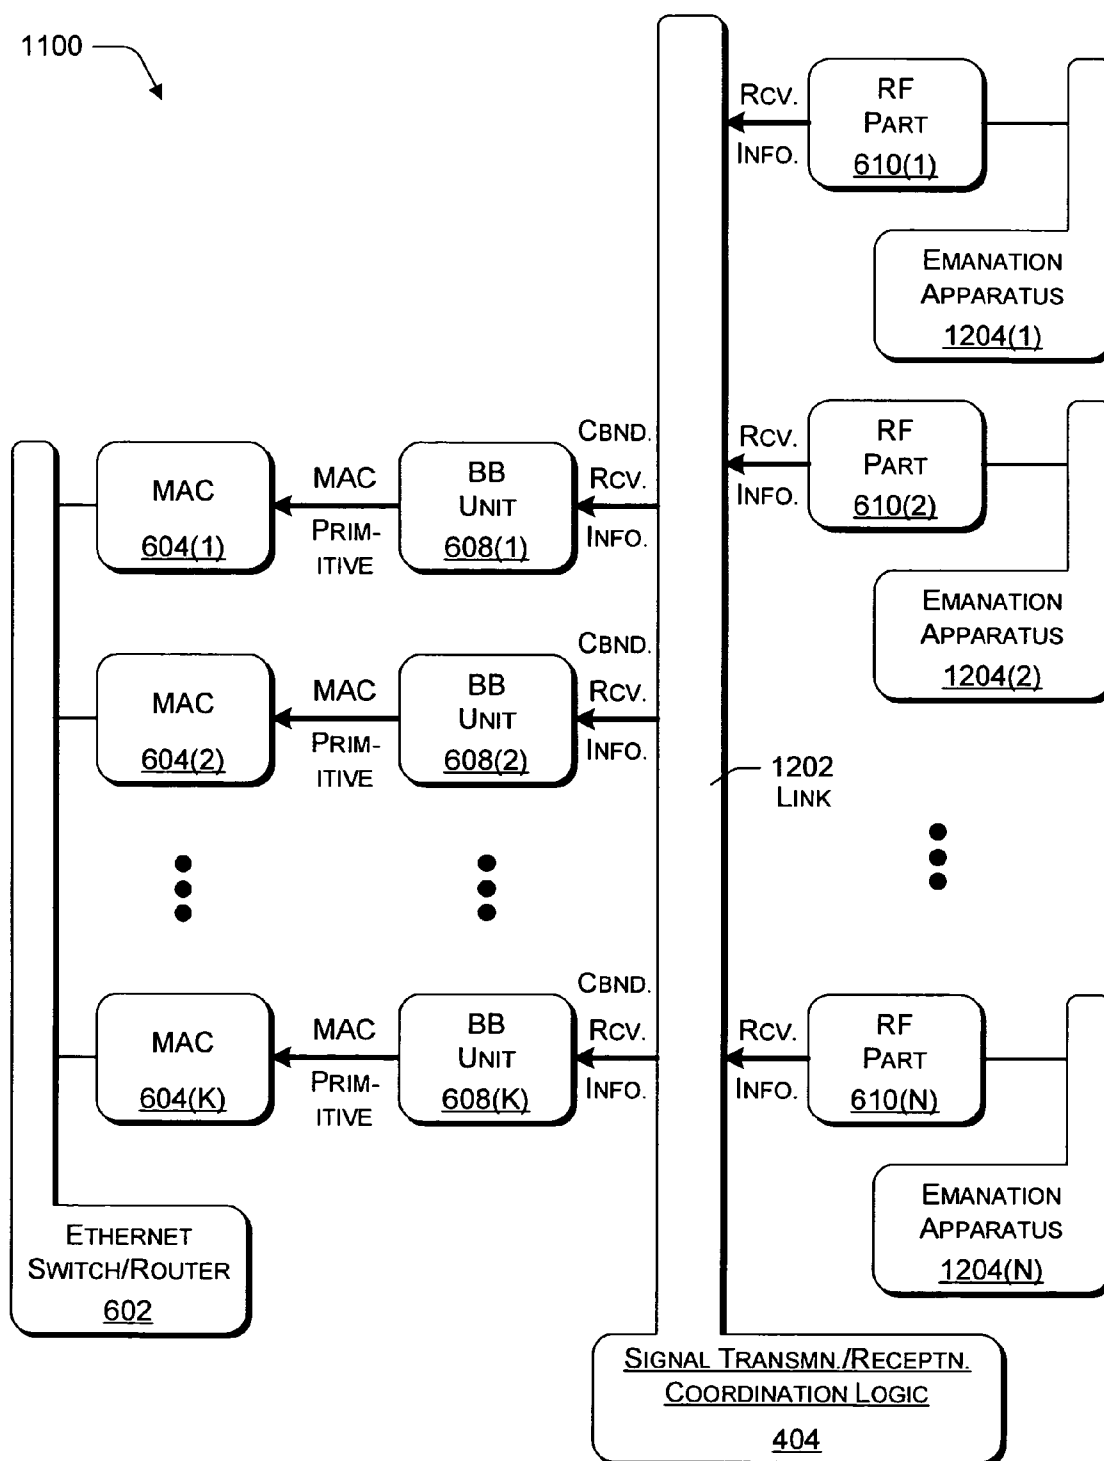 1100
RCV.
INFO.
RF
PART
610(1)
EMANATION
APPARATUS
1204(1)
RCV.
INFO.
RF
PART
610(2)
EMANATION
APPARATUS
1204(2)
MAC
604(1)
MAC
PRIM-
ITIVE
BB
UNIT
608(1)
CBND.
RCV.
INFO.
MAC
604(2)
MAC
PRIM-
ITIVE
BB
UNIT
608(2)
CBND.
RCV.
INFO.
1202
LINK
MAC
604(K)
MAC
PRIM-
ITIVE
BB
UNIT
608(K)
CBND.
RCV.
INFO.
RCV.
INFO.
RF
PART
610(N)
EMANATION
APPARATUS
1204(N)
ETHERNET
SWITCH/ROUTER
602
SIGNAL TRANSMN./RECEPTN.
COORDINATION LOGIC
404